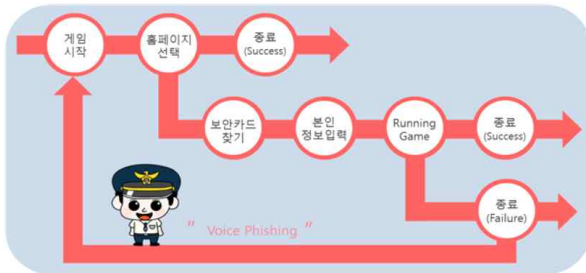 게임
시작
홈페이지
선택
종료
(Success)
보안카드
찾기
본인
정보입력
Running
Game
종료
(Success)
종료
(Failure)
" Voice Phishing "